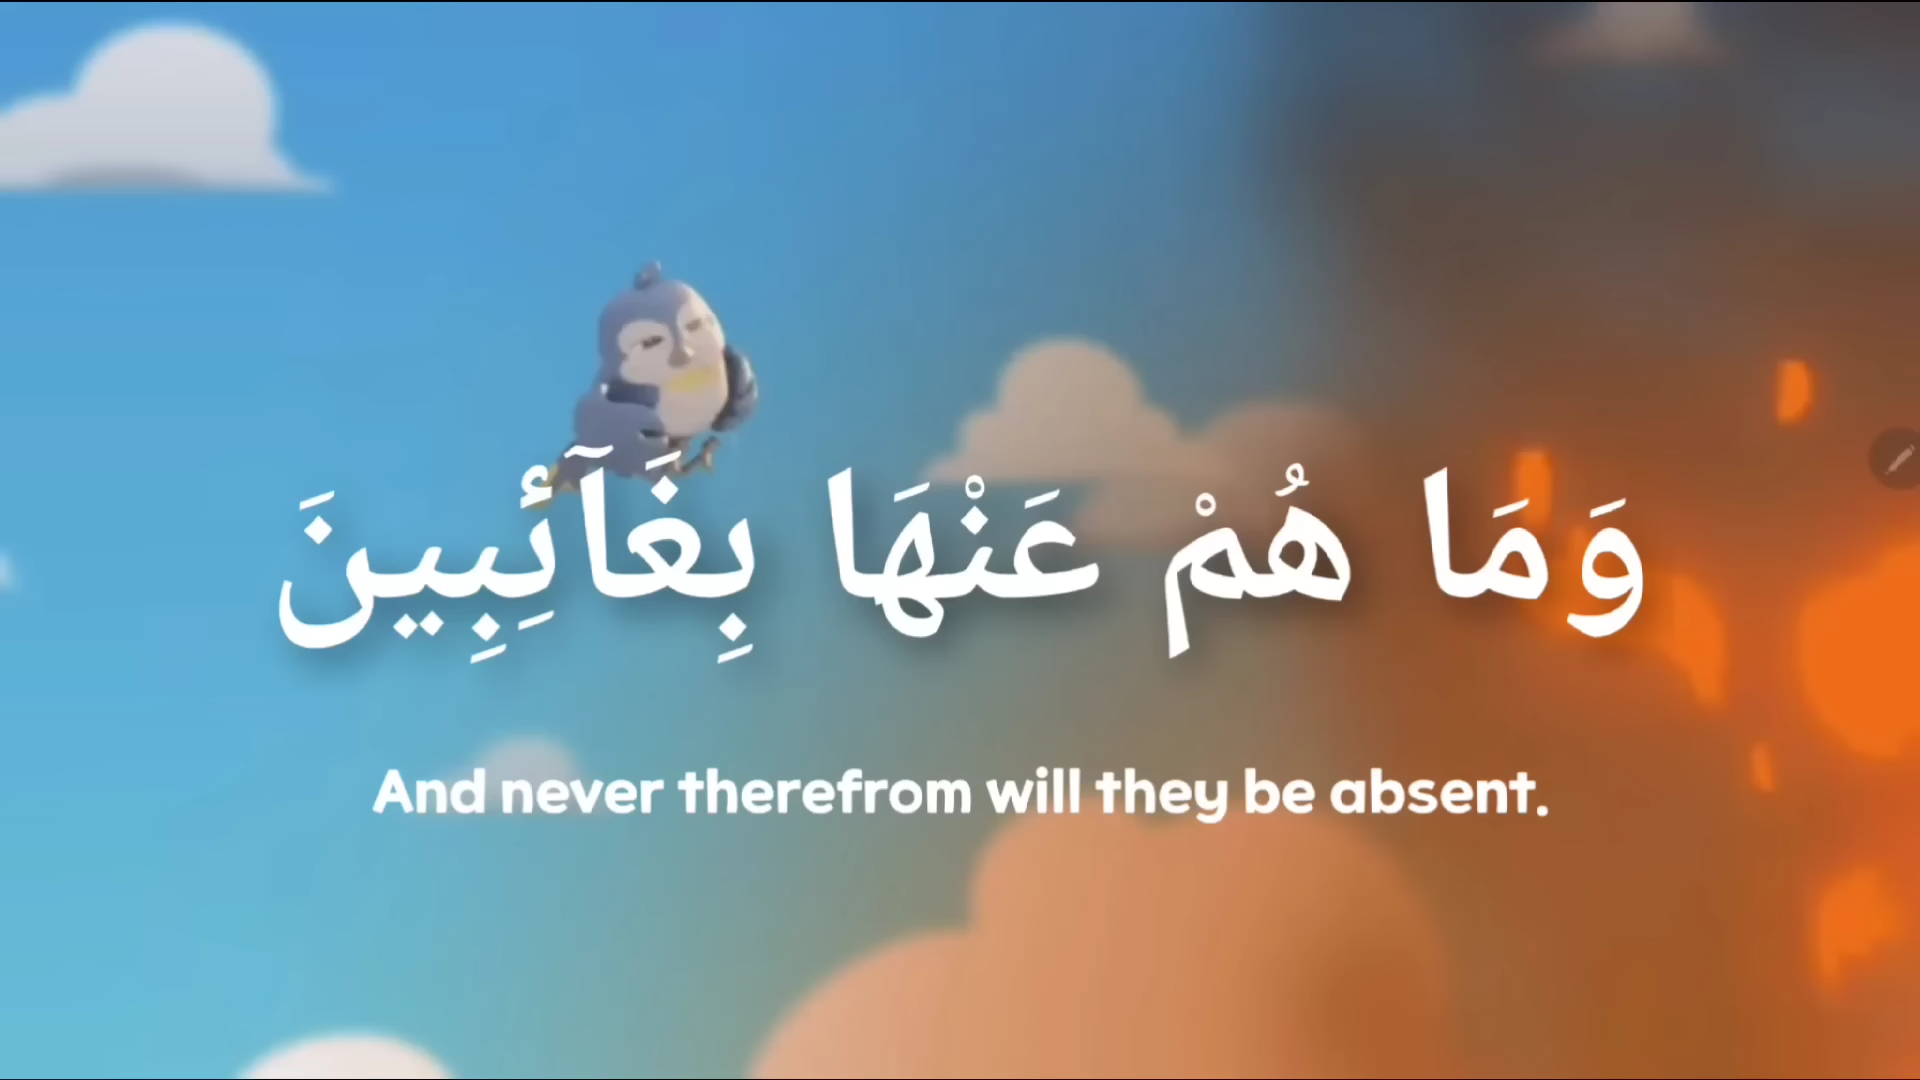 وَمَا هُمْ عَنْهَا بِغَآئِبِينَ
And never therefrom will they be absent.